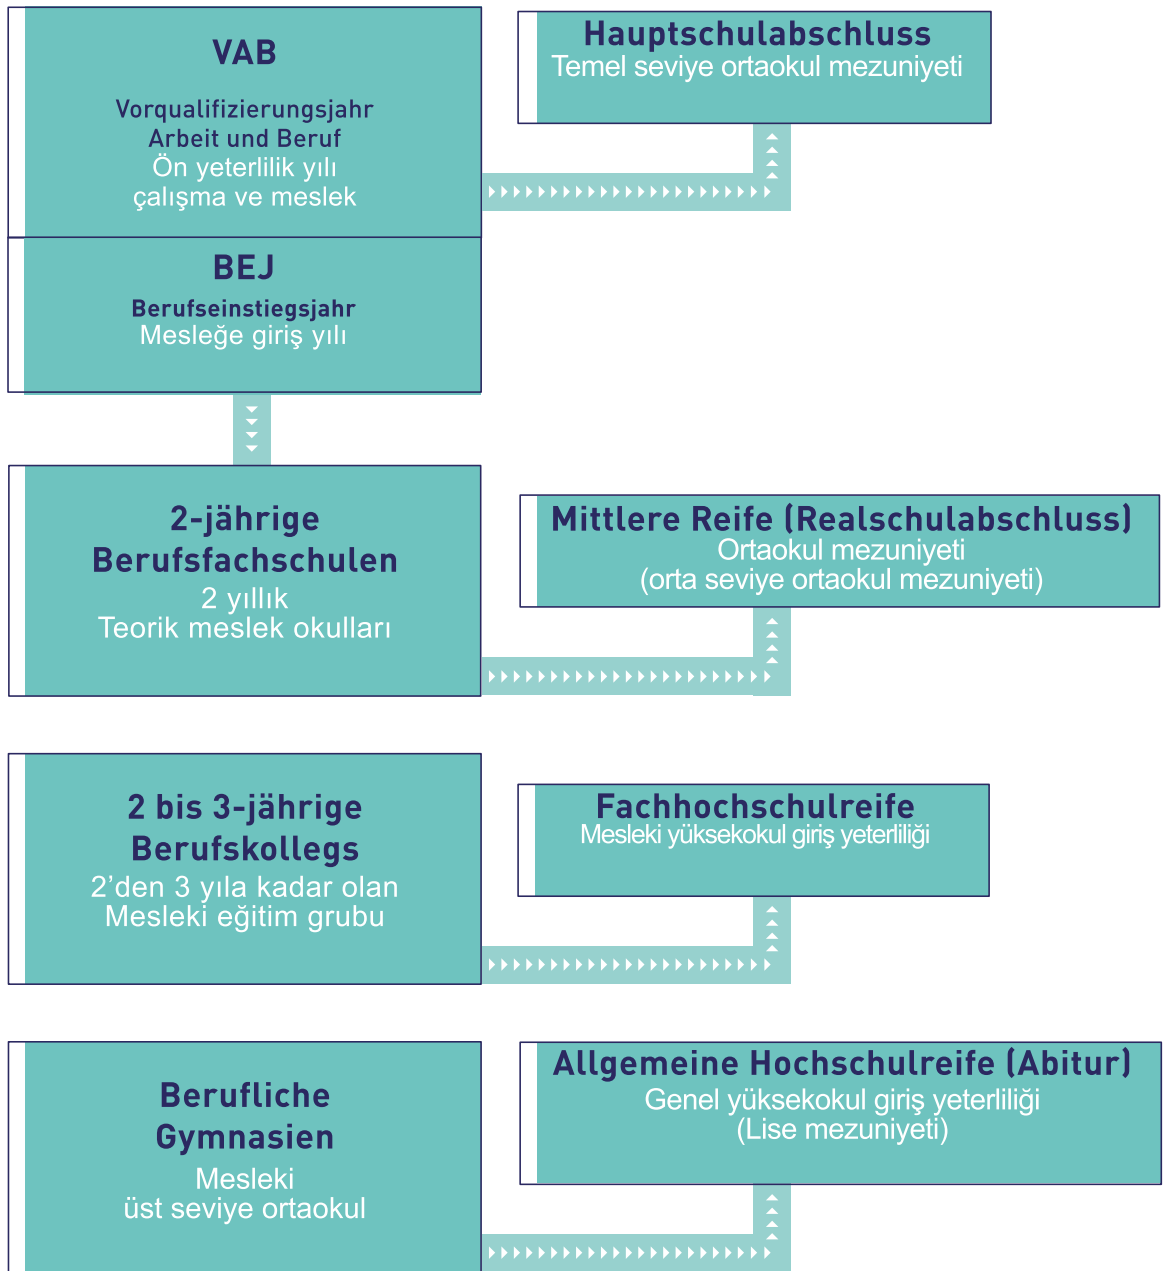 VAB
Vorqualifizierungsjahr
Arbeit und Beruf
Ön yeterlilik yılı
çalışma ve meslek
Hauptschulabschluss
Temel seviye ortaokul mezuniyeti
BEJ
Berufseinstiegsjahr
Mesleğe giriş yılı
2-jährige
Berufsfachschulen
2 yıllık
Teorik meslek okulları
Mittlere Reife (Realschulabschluss)
Ortaokul mezuniyeti
(orta seviye ortaokul mezuniyeti)
2 bis 3-jährige
Berufskollegs
2’den 3 yıla kadar olan
Mesleki eğitim grubu
Fachhochschulreife
Mesleki yüksekokul giriş yeterliliği
Berufliche
Gymnasien
Mesleki
üst seviye ortaokul
Allgemeine Hochschulreife (Abitur)
Genel yüksekokul giriş yeterliliği
(Lise mezuniyeti)